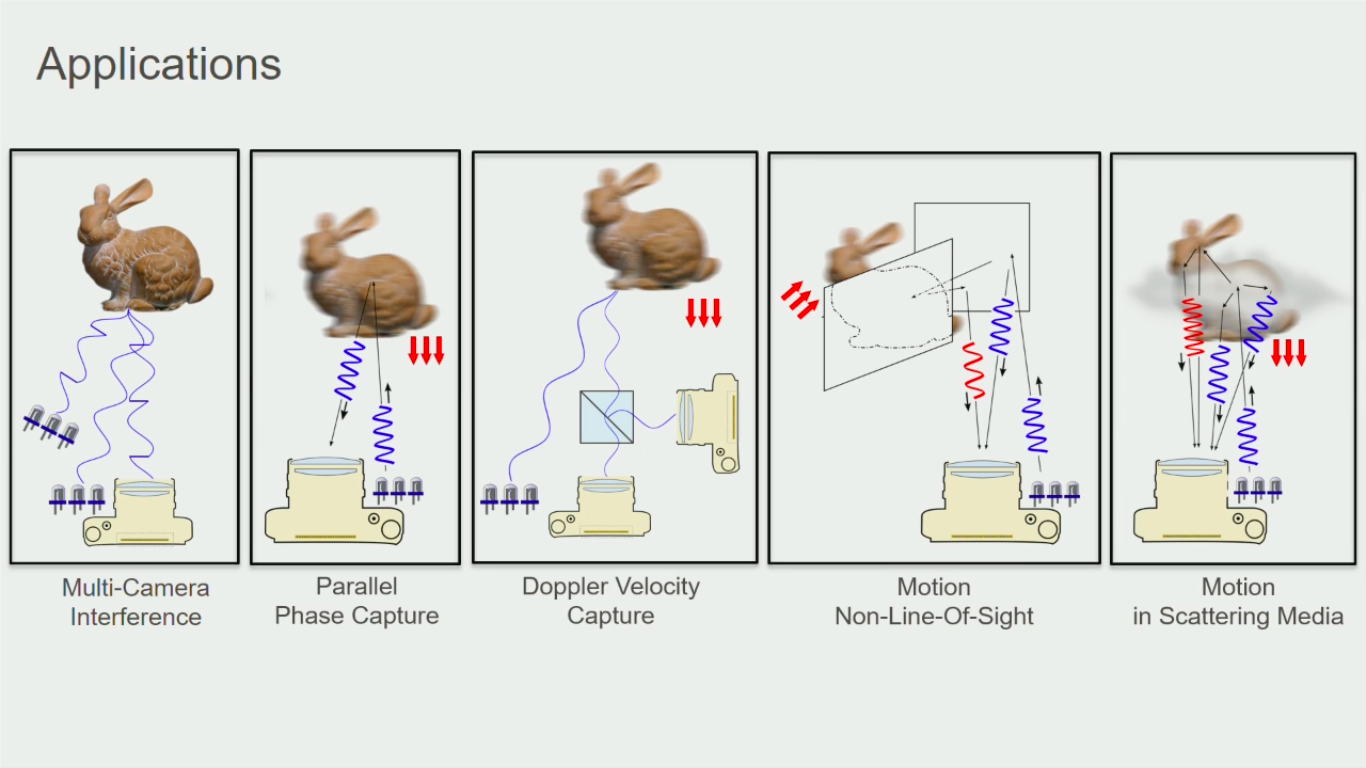 Applications
Multi-Camera
Interference
Parallel
Phase Capture
Doppler Velocity
Capture
Motion
Non-Line-Of-Sight
Motion
in Scattering Media